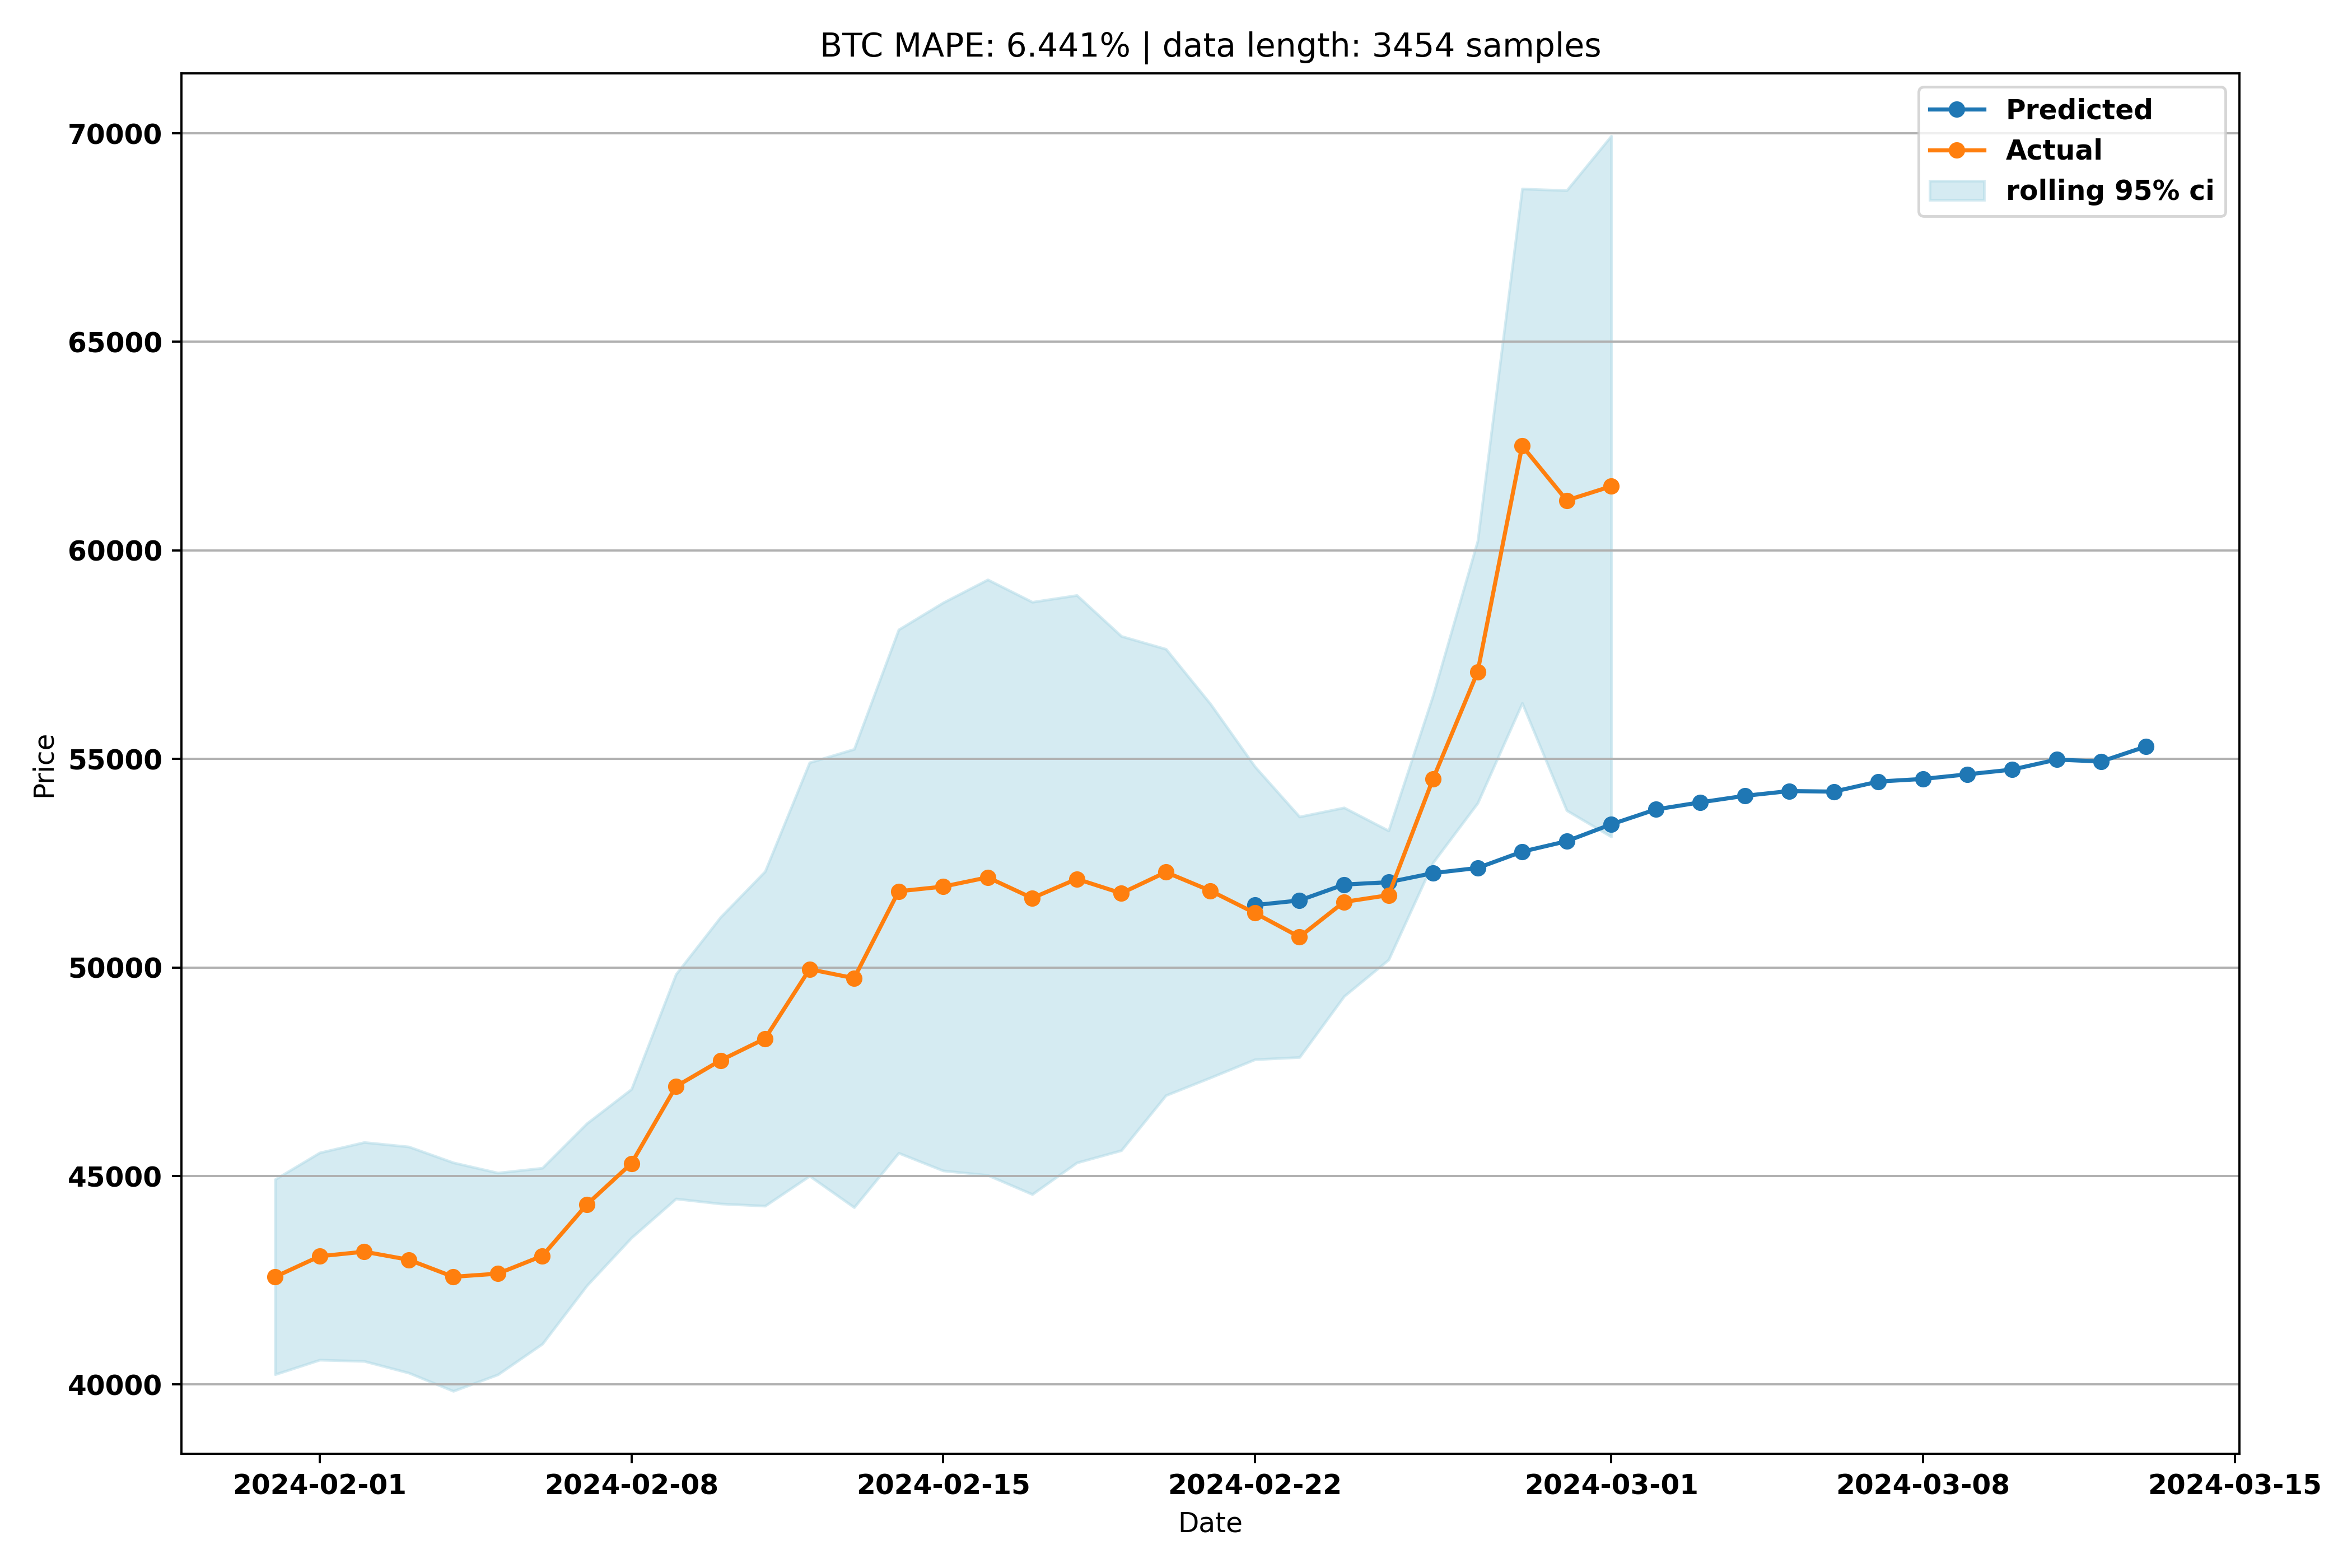 BTC MAPE: 6.441% | data length: 3454 samples
Predicted
Actual
rolling 95% ci
70000
65000
60000
55000
50000
45000
40000
Price
2024-02-01
2024-02-08
2024-02-15
2024-02-22
2024-03-01
2024-03-08
2024-03-15
Date